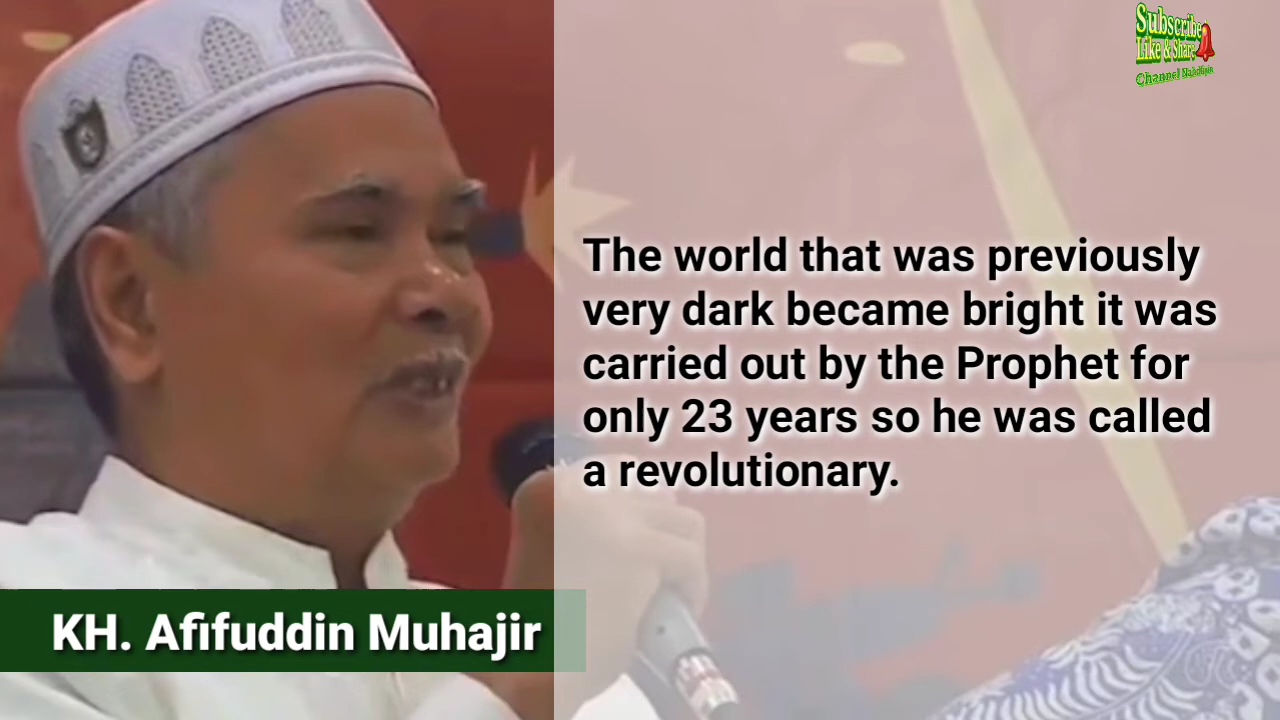 Subscribe
Like & Share
Channel
The world that was previously
very dark became bright it was
carried out by the Prophet for
only 23 years so he was called
a revolutionary.
KH. Afifuddin Muhajir